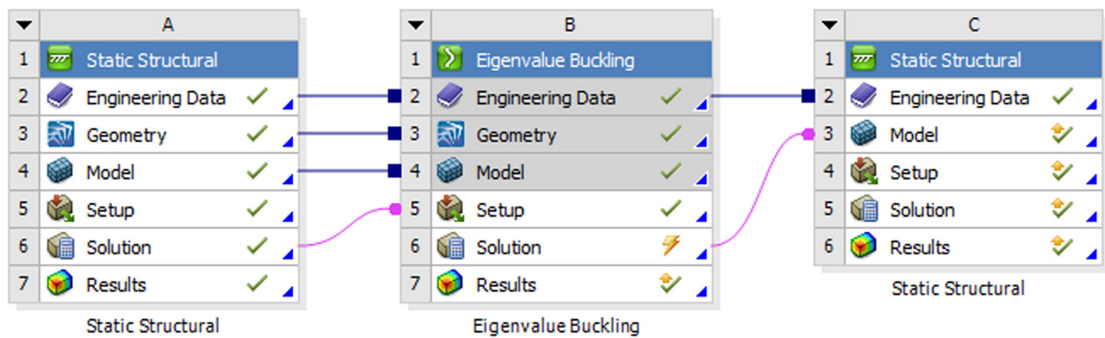 A
1 Static Structural
2 Engineering Data
3 Geometry
4 Model
5 Setup
6 Solution
7 Results
Static Structural
B
1 Eigenvalue Buckling
2 Engineering Data
3 Geometry
4 Model
5 Setup
6 Solution
7 Results
Eigenvalue Buckling
C
1 Static Structural
2 Engineering Data
3 Model
4 Setup
5 Solution
6 Results
Static Structural